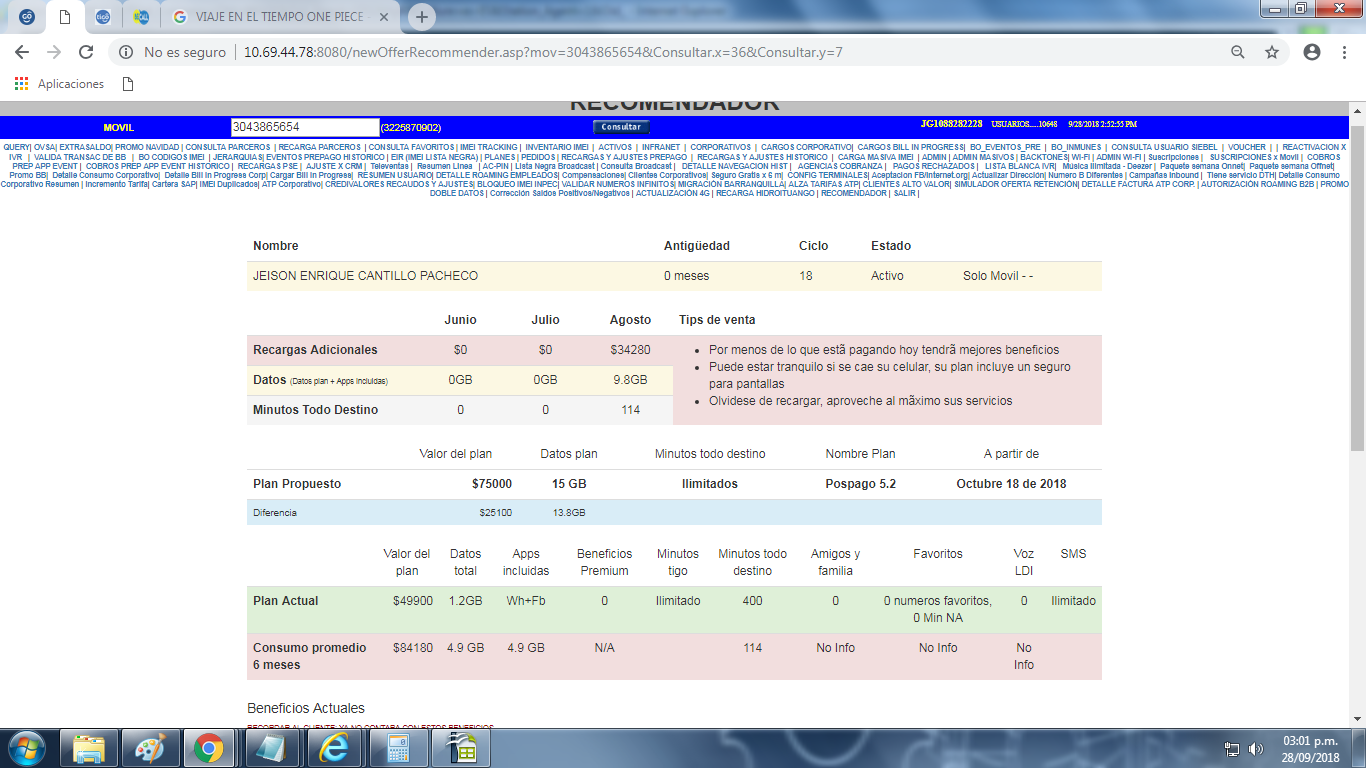 VIAJE EN EL TIEMPO ONE PIECE -
No es seguro | 10.69.44.78:8080/newOfferRecommender.asp?mov=3043865654&Consultar.x=36&Consultar.y=7
Aplicaciones
RECOMENDADOR
MOVIL 3043865654 (3225870902) Consultar JG1088282228 USUARIOS.....10648 9/28/2018 2:52:55 PM
QUERY| OVSA| EXTRASALDO| PROMO NAVIDAD | CONSULTA PARCEROS | RECARGA PARCEROS | CONSULTA FAVORITOS | IMEI TRACKING | INVENTARIO IMEI | ACTIVOS | INFRANET | CORPORATIVOS | CARGOS CORPORATIVO| CARGOS BILL IN PROGRESS| BO_EVENTOS_PRE | BO_INMUNES | CONSULTA USUARIO SIEBEL | VOUCHER | | REACTIVACION X
IVR | VALIDA TRANSAC DE BB | BO CODIGOS IMEI | JERARQUIAS| EVENTOS PREPAGO HISTORICO | EIR (IMEI LISTA NEGRA) | PLANES | PEDIDOS | RECARGAS Y AJUSTES PREPAGO | RECARGAS Y AJUSTES HISTORICO | CARGA MASIVA IMEI | ADMIN | ADMIN MASIVOS | BACKTONES| WI-FI | ADMIN WI-FI | Suscripciones | SUSCRIPCIONES x Movil | COBROS
PREP APP EVENT | COBROS PREP APP EVENT HISTORICO | RECARGAS PSE | AJUSTE X CRM | Televentas | Resumen Linea | AC-PIN | Lista Negra Broadcast | Consulta Broadcast | DETALLE NAVEGACION HIST | AGENCIAS COBRANZA | PAGOS RECHAZADOS | LISTA BLANCA IVR| Musica Ilimitada - Deezer | Paquete semana Onnet| Paquete semana Offnet|
Promo BB| Detalle Consumo Corporativo| Detalle Bill In Progress Corp| Cargar Bill In Progress| RESUMEN USUARIO| DETALLE ROAMING EMPLEADOS| Compensaciones| Clientes Corporativos| Seguro Gratis x 6 m| CONFIG TERMINALES| Aceptacion FB/Internet.org| Actualizar Dirección| Numero B Diferentes | Campañas Inbound | Tiene servicio DTH| Detalle Consumo
Corporativo Resumen | Incremento Tarifa| Cartera SAP| IMEI Duplicados| ATP Corporativo| CREDIVALORES RECAUDOS Y AJUSTES| BLOQUEO IMEI INPEC| VALIDAR NUMEROS INFINITOS| MIGRACIÓN BARRANQUILLA| ALZA TARIFAS ATP| CLIENTES ALTO VALOR| SIMULADOR OFERTA RETENCION| DETALLE FACTURA ATP CORP. | AUTORIZACIÓN ROAMING B2B | PROMO
DOBLE DATOS | Corrección Saldos Positivos/Negativos | ACTUALIZACIÓN 4G | RECARGA HIDROITUANGO | RECOMENDADOR | SALIR |
Nombre Antigüedad Ciclo Estado
JEISON ENRIQUE CANTILLO PACHECO 0 meses 18 Activo Solo Movil - -
Junio Julio Agosto Tips de venta
Recargas Adicionales $0 $0 $34280
Datos (Datos plan + Apps Incluidas) 0GB 0GB 9.8GB
Minutos Todo Destino 0 0 114
• Por menos de lo que estã pagando hoy tendrã mejores beneficios
• Puede estar tranquilo si se cae su celular, su plan incluye un seguro
para pantallas
• Olvidese de recargar, aproveche al mãximo sus servicios
Valor del plan Datos plan Minutos todo destino Nombre Plan A partir de
Plan Propuesto $75000 15 GB Ilimitados Pospago 5.2 Octubre 18 de 2018
Diferencia $25100 13.8GB
Valor del Datos Apps Beneficios Minutos Minutos todo Amigos y Favoritos Voz SMS
plan total incluidas Premium tigo destino familia LDI
Plan Actual $49900 1.2GB Wh+Fb 0 Ilimitado 400 0 0 numeros favoritos, 0 Ilimitado
0 Min NA
Consumo promedio $84180 4.9 GB 4.9 GB N/A 114 No Info No Info No
6 meses Info
Beneficios Actuales
RECORDAR AL CLIENTE: YA NO CONTARA CON ESTOS BENEFICIOS
03:01 p.m.
28/09/2018